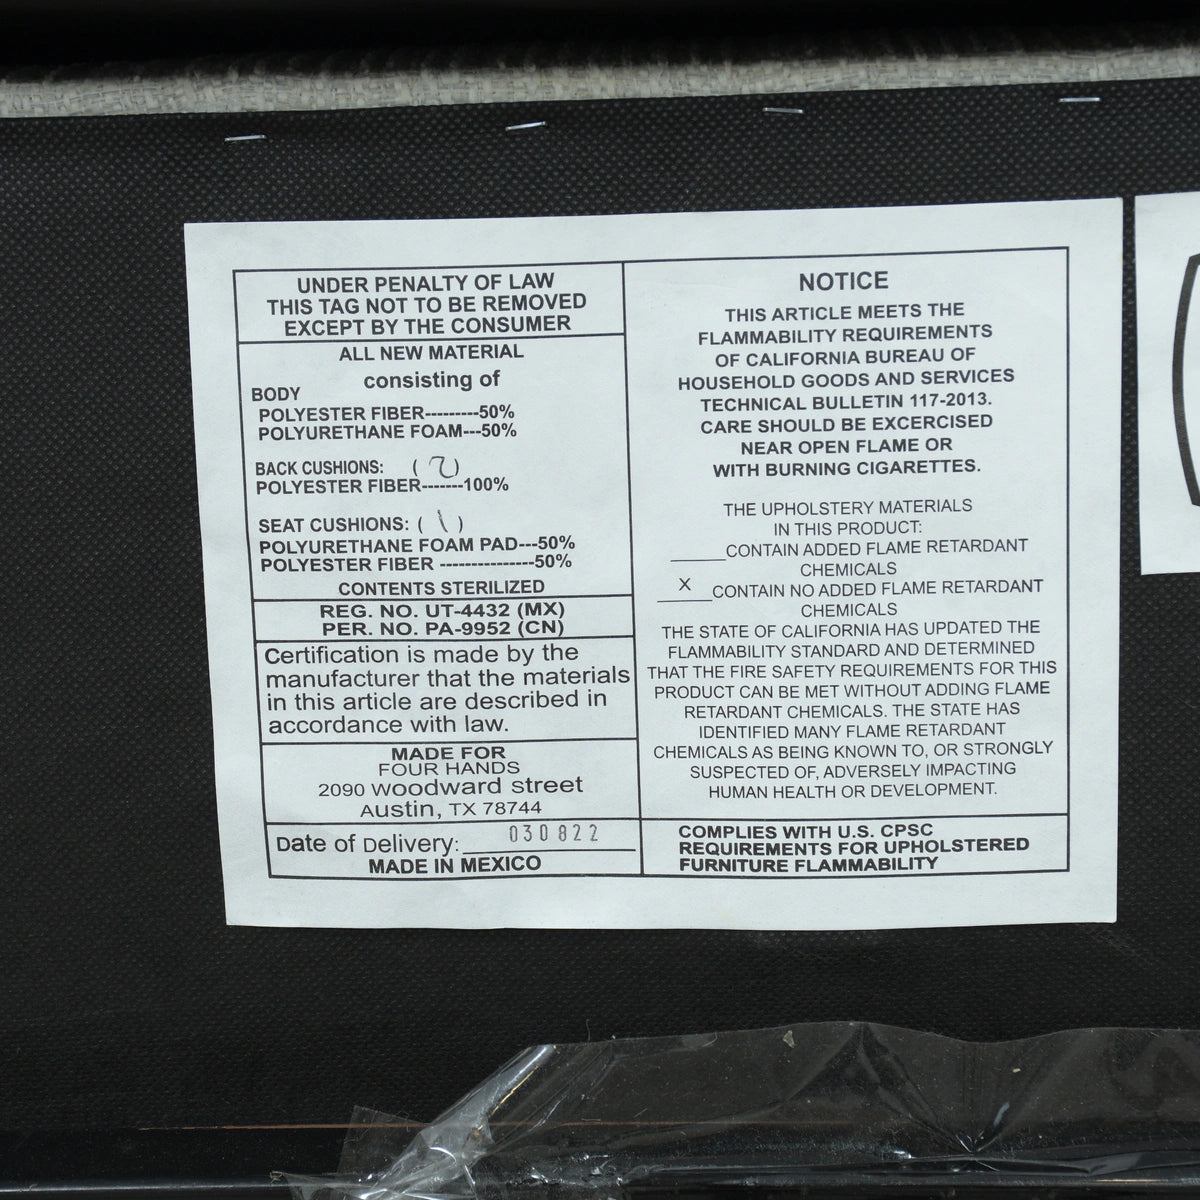 UNDER PENALTY OF LAW
THIS TAG NOT TO BE REMOVED
EXCEPT BY THE CONSUMER
ALL NEW MATERIAL
consisting of
BODY
POLYESTER FIBER---------50%
POLYURETHANE FOAM---50%
BACK CUSHIONS: (2)
POLYESTER FIBER-------100%
SEAT CUSHIONS: (1)
POLYURETHANE FOAM PAD---50%
POLYESTER FIBER ---------------50%
CONTENTS STERILIZED
REG. NO. UT-4432 (MX)
PER. NO. PA-9952 (CN)
Certification is made by the
manufacturer that the materials
in this article are described in
accordance with law.
MADE FOR
FOUR HANDS
2090 woodward street
Austin, TX 78744
Date of Delivery: 030822
MADE IN MEXICO
NOTICE
THIS ARTICLE MEETS THE
FLAMMABILITY REQUIREMENTS
OF CALIFORNIA BUREAU OF
HOUSEHOLD GOODS AND SERVICES
TECHNICAL BULLETIN 117-2013.
CARE SHOULD BE EXCERCISED
NEAR OPEN FLAME OR
WITH BURNING CIGARETTES.
THE UPHOLSTERY MATERIALS
IN THIS PRODUCT:
_____CONTAIN ADDED FLAME RETARDANT
CHEMICALS
__X__CONTAIN NO ADDED FLAME RETARDANT
CHEMICALS
THE STATE OF CALIFORNIA HAS UPDATED THE
FLAMMABILITY STANDARD AND DETERMINED
THAT THE FIRE SAFETY REQUIREMENTS FOR THIS
PRODUCT CAN BE MET WITHOUT ADDING FLAME
RETARDANT CHEMICALS. THE STATE HAS
IDENTIFIED MANY FLAME RETARDANT
CHEMICALS AS BEING KNOWN TO, OR STRONGLY
SUSPECTED OF, ADVERSELY IMPACTING
HUMAN HEALTH OR DEVELOPMENT.
COMPLIES WITH U.S. CPSC
REQUIREMENTS FOR UPHOLSTERED
FURNITURE FLAMMABILITY